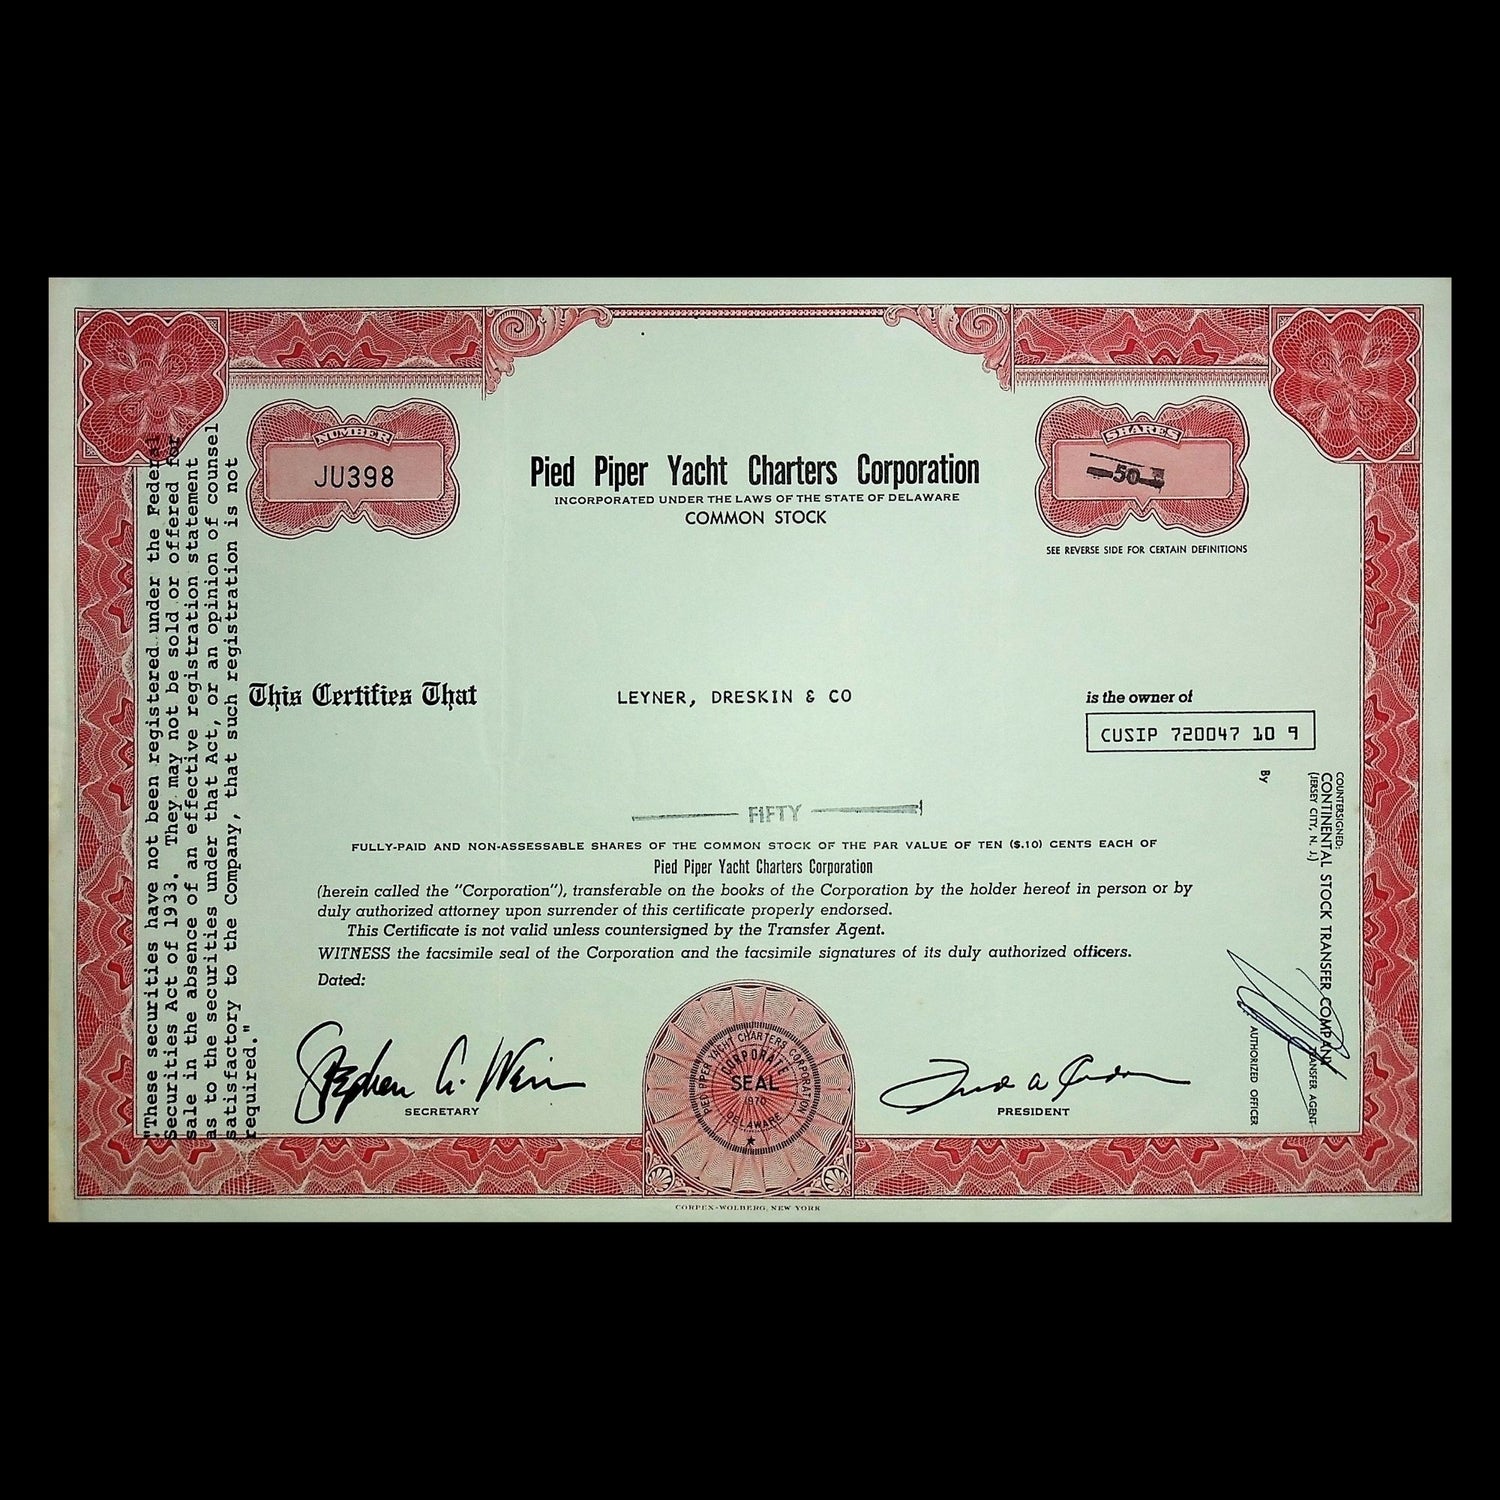 NUMBER
JU398
SHARES
50
Pied Piper Yacht Charters Corporation
INCORPORATED UNDER THE LAWS OF THE STATE OF DELAWARE
COMMON STOCK
SEE REVERSE SIDE FOR CERTAIN DEFINITIONS
"These securities have not been registered under the Federal
Securities Act of 1933. They may not be sold or offered for
sale in the absence of an effective registration statement
as to the securities under that Act, or an opinion of counsel
satisfactory to the Company, that such registration is not
required."
This Certifies That
LEYNER, DRESKIN & CO
is the owner of
CUSIP 720047 10 9
FIFTY
FULLY-PAID AND NON-ASSESSABLE SHARES OF THE COMMON STOCK OF THE PAR VALUE OF TEN ($.10) CENTS EACH OF
Pied Piper Yacht Charters Corporation
(herein called the "Corporation"), transferable on the books of the Corporation by the holder hereof in person or by
duly authorized attorney upon surrender of this certificate properly endorsed.
This Certificate is not valid unless countersigned by the Transfer Agent.
WITNESS the facsimile seal of the Corporation and the facsimile signatures of its duly authorized officers.
Dated:
COUNTERSIGNED:
CONTINENTAL STOCK TRANSFER COMPANY
(JERSEY CITY, N. J.)
TRANSFER AGENT
By
AUTHORIZED OFFICER
Stephen
SECRETARY
PIED PIPER YACHT CHARTERS CORPORATION
CORPORATE
SEAL
1970
DELAWARE
PRESIDENT
CORPEX-WOLBERG, NEW YORK